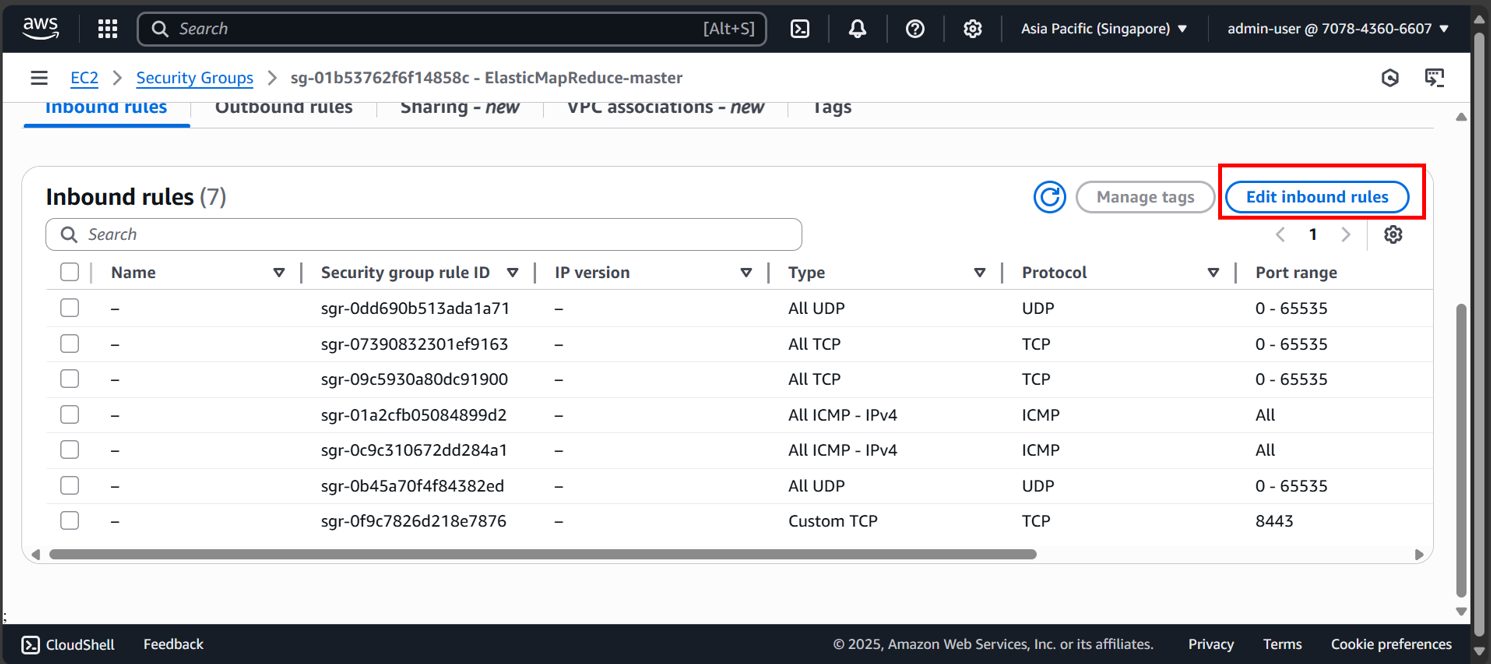 aws Search [Alt+S] Asia Pacific (Singapore) admin-user @ 7078-4360-6607
EC2 Security Groups sg-01b53762f6f14858c - ElasticMapReduce-master
Inbound rules Outbound rules Sharing - new VPC associations - new Tags
Inbound rules (7) Manage tags Edit inbound rules
Search 1
Name Security group rule ID IP version Type Protocol Port range
– sgr-0dd690b513ada1a71 – All UDP UDP 0 - 65535
– sgr-07390832301ef9163 – All TCP TCP 0 - 65535
– sgr-09c5930a80dc91900 – All TCP TCP 0 - 65535
– sgr-01a2cfb05084899d2 – All ICMP - IPv4 ICMP All
– sgr-0c9c310672dd284a1 – All ICMP - IPv4 ICMP All
– sgr-0b45a70f4f84382ed – All UDP UDP 0 - 65535
– sgr-0f9c7826d218e7876 – Custom TCP TCP 8443
;
CloudShell Feedback © 2025, Amazon Web Services, Inc. or its affiliates. Privacy Terms Cookie preferences